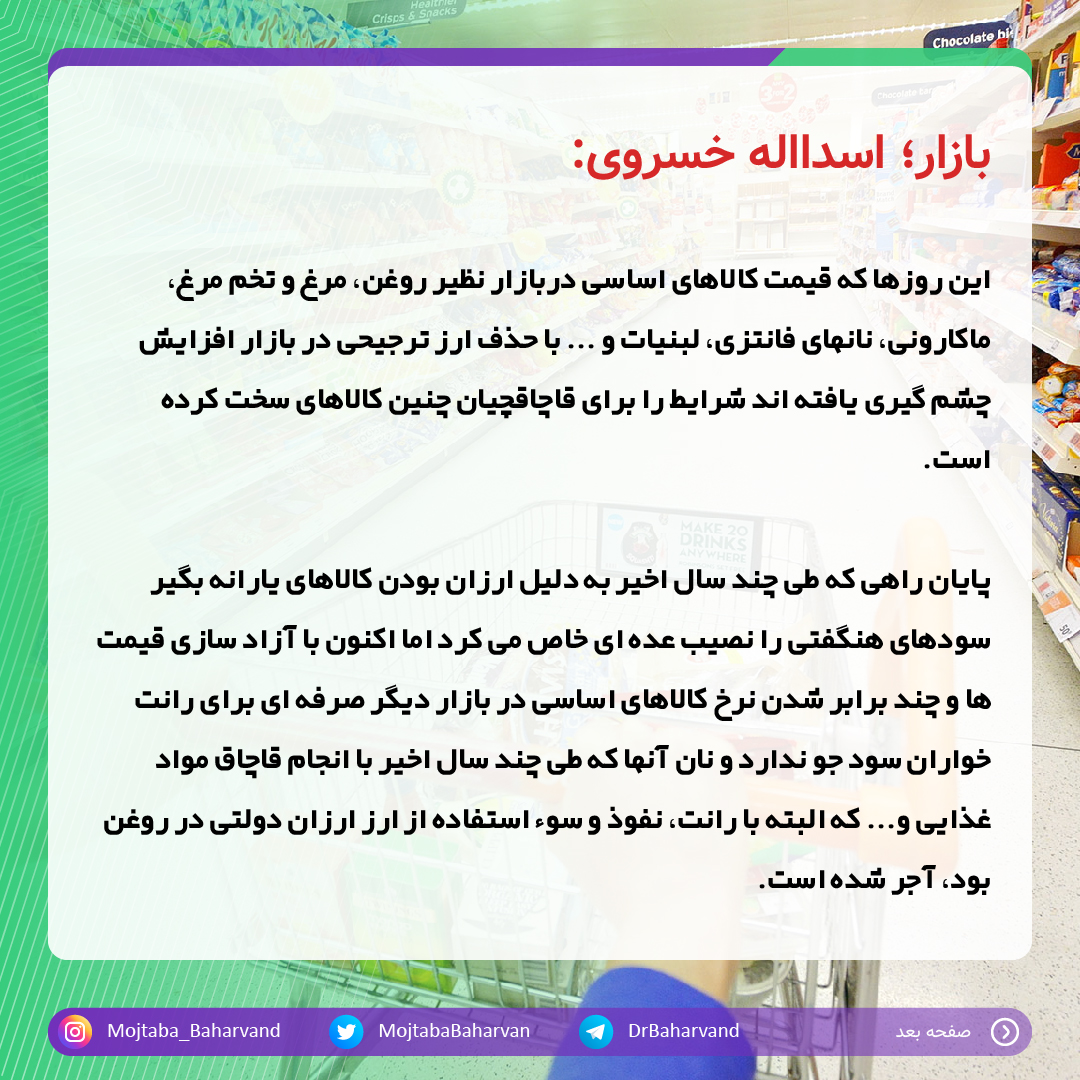 Healthier
Crisps & Snacks
بازار؛ اسدااله خسروی:
این روزها که قیمت کالاهای اساسی دربازار نظیر روغن، مرغ و تخم مرغ،
ماکارونی، نانهای فانتزی، لبنیات و ... با حذف ارز ترجیحی در بازار افزایش
چشم گیری یافته اند شرایط را برای قاچاقچیان چنین کالاهای سخت کرده
است.
پایان راهی که طی چند سال اخیر به دلیل ارزان بودن کالاهای یارانه بگیر
سودهای هنگفتی را نصیب عده ای خاص می کرد اما اکنون با آزاد سازی قیمت
ها و چند برابر شدن نرخ کالاهای اساسی در بازار دیگر صرفه ای برای رانت
خواران سود جو ندارد و نان آنها که طی چند سال اخیر با انجام قاچاق مواد
غذایی و... که البته با رانت، نفوذ و سوء استفاده از ارز ارزان دولتی در روغن
بود، آجر شده است.
MAKE 20
DRINKS
ANYWHERE
Mojtaba_Baharvand
MojtabaBaharvan
DrBaharvand
صفحه بعد